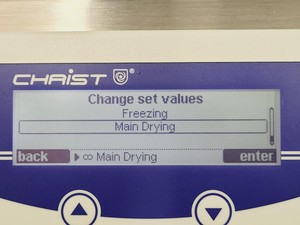 CHRIST
Change set values
Freezing
Main Drying
back ▶ ∞ Main Drying enter